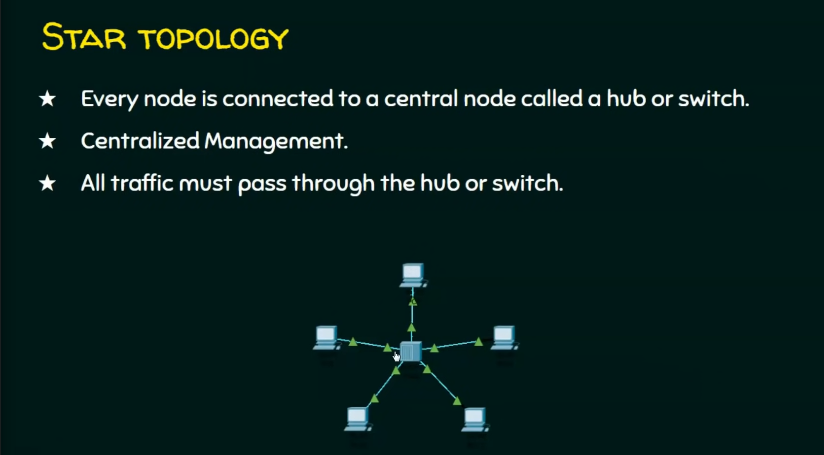 STAR TOPOLOGY
★ Every node is connected to a central node called a hub or switch.
★ Centralized Management.
★ All traffic must pass through the hub or switch.